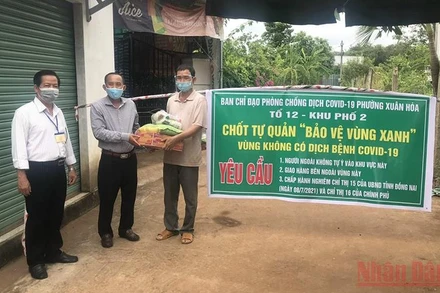 Aice
BAN CHỈ ĐẠO PHÒNG CHỐNG DỊCH COVID-19 PHƯỜNG XUÂN HÒA
TỔ 12 - KHU PHỐ 2
CHỐT TỰ QUẢN "BẢO VỆ VÙNG XANH"
VÙNG KHÔNG CÓ DỊCH BỆNH COVID-19
YÊU CẦU
1. NGƯỜI NGOÀI KHÔNG TỰ Ý VÀO KHU VỰC NÀY
2. GIAO HÀNG BÊN NGOÀI VÙNG NÀY
3. CHẤP HÀNH NGHIÊM CHỈ THỊ 15 CỦA UBND TỈNH ĐỒNG NAI
(NGÀY 08/7/2021) VÀ CHỈ THỊ 16 CỦA CHÍNH PHỦ
Nhân Dân